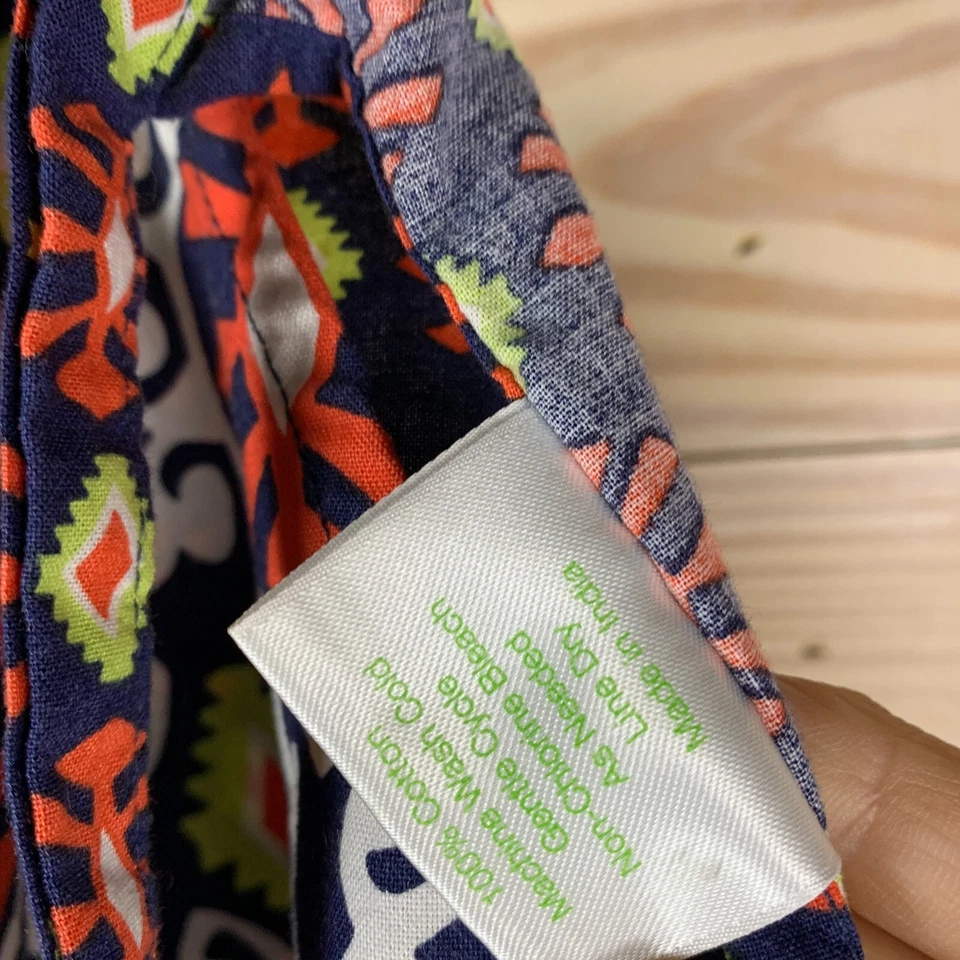 100% Cotton
Machine Wash Cold
Gentle Cycle
Non-Chlorine Bleach
As Needed
Line Dry
Made in India